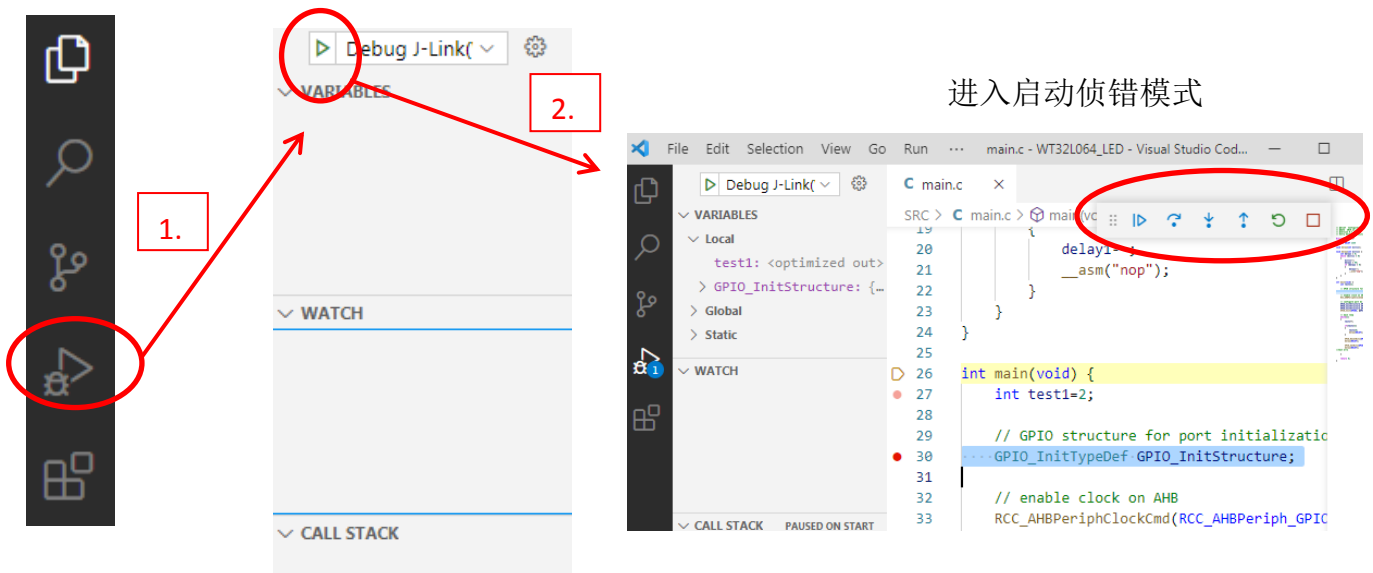 Debug J-Link(
VARIABLES
WATCH
CALL STACK
1.
2.
进入启动侦错模式
File Edit Selection View Go Run ··· main.c - WT32L064_LED - Visual Studio Cod...
Debug J-Link(
VARIABLES
Local
test1: <optimized out>
GPIO_InitStructure: {…
Global
Static
WATCH
CALL STACK PAUSED ON START
1
C main.c
SRC > C main.c > main(vo
19 {
20
21 __asm("nop");
22 }
23 }
24 }
25
26 int main(void) {
27 int test1=2;
28
29 // GPIO structure for port initializatio
30 ····GPIO_InitTypeDef·GPIO_InitStructure;
31
32 // enable clock on AHB
33 RCC_AHBPeriphClockCmd(RCC_AHBPeriph_GPIO